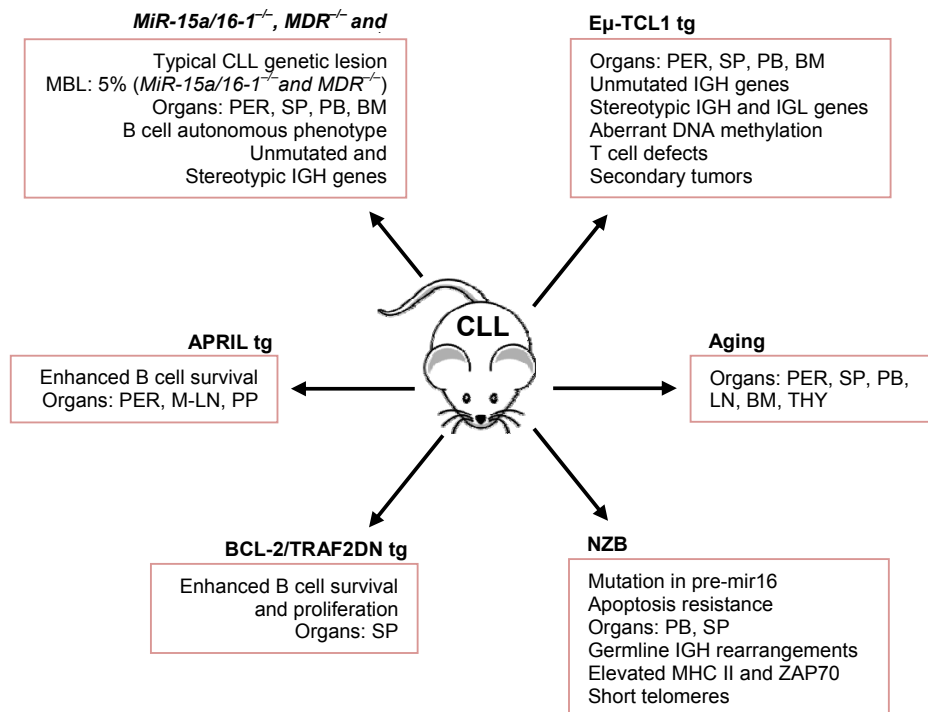 MiR-15a/16-1–/–, MDR–/– and
Typical CLL genetic lesion
MBL: 5% (MiR-15a/16-1–/–and MDR–/–)
Organs: PER, SP, PB, BM
B cell autonomous phenotype
Unmutated and
Stereotypic IGH genes
Eµ-TCL1 tg
Organs: PER, SP, PB, BM
Unmutated IGH genes
Stereotypic IGH and IGL genes
Aberrant DNA methylation
T cell defects
Secondary tumors
CLL
APRIL tg
Enhanced B cell survival
Organs: PER, M-LN, PP
Aging
Organs: PER, SP, PB,
LN, BM, THY
BCL-2/TRAF2DN tg
Enhanced B cell survival
and proliferation
Organs: SP
NZB
Mutation in pre-mir16
Apoptosis resistance
Organs: PB, SP
Germline IGH rearrangements
Elevated MHC II and ZAP70
Short telomeres